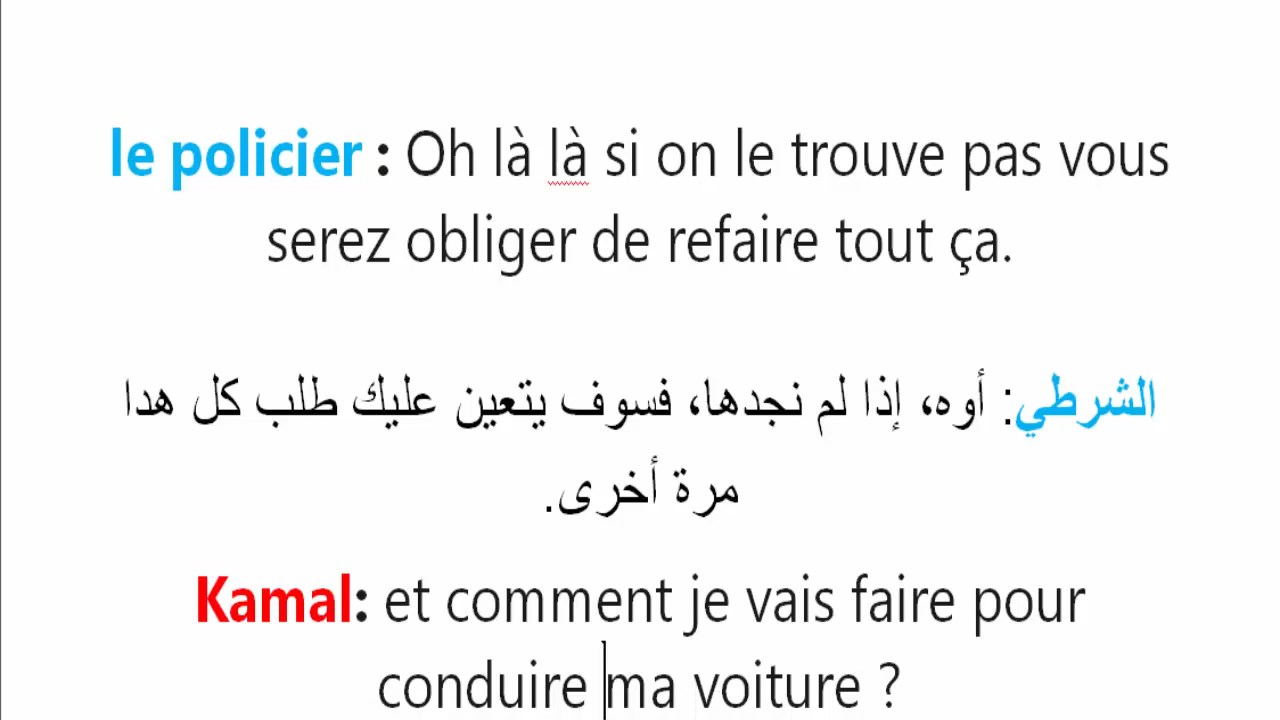 le policier : Oh là là si on le trouve pas vous
serez obliger de refaire tout ça.
الشرطي: أوه، إذا لم نجدها، فسوف يتعين عليك طلب كل هدا
مرة أخرى.
Kamal: et comment je vais faire pour
conduire ma voiture ?